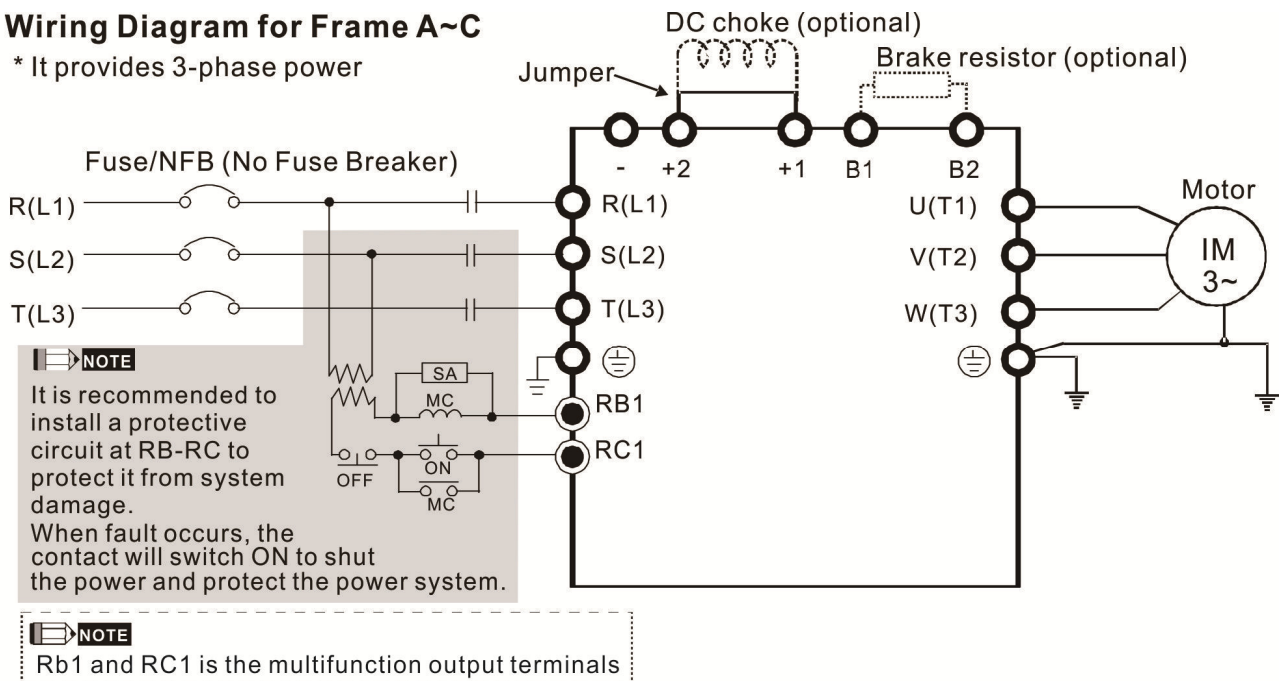 Wiring Diagram for Frame A~C
* It provides 3-phase power
DC choke (optional)
Jumper
Brake resistor (optional)
Fuse/NFB (No Fuse Breaker)
- +2 +1 B1 B2
R(L1) R(L1) U(T1) Motor
S(L2) S(L2) V(T2) IM
3~
T(L3) T(L3) W(T3)
NOTE
It is recommended to
install a protective
circuit at RB-RC to
protect it from system
damage.
When fault occurs, the
contact will switch ON to shut
the power and protect the power system.
SA
MC
RB1
RC1
OFF
ON
MC
NOTE
Rb1 and RC1 is the multifunction output terminals